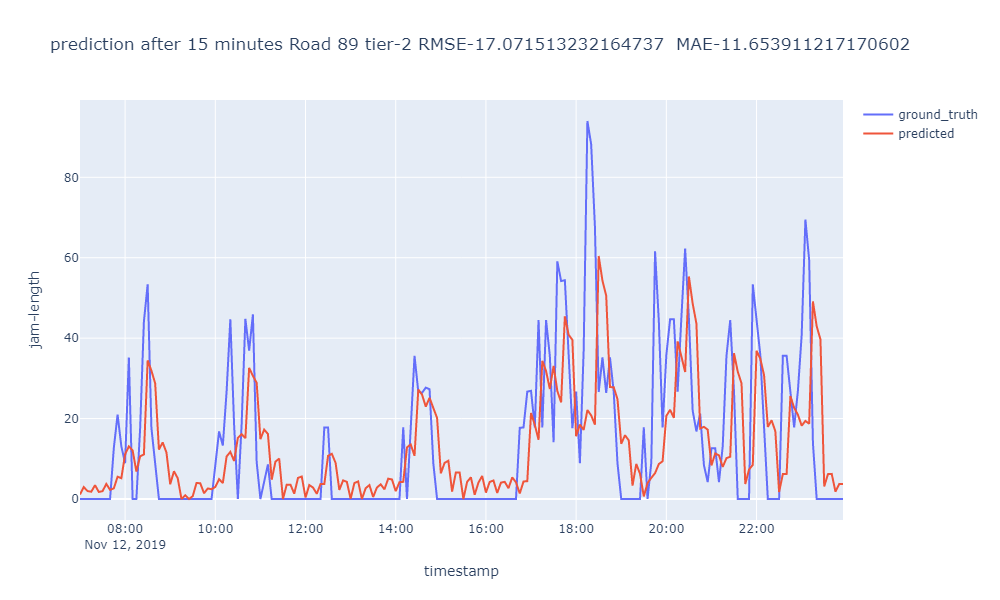 prediction after 15 minutes Road 89 tier-2 RMSE-17.071513232164737  MAE-11.653911217170602
ground_truth
predicted
80
60
40
20
0
jam-length
08:00
10:00
12:00
14:00
16:00
18:00
20:00
22:00
Nov 12, 2019
timestamp